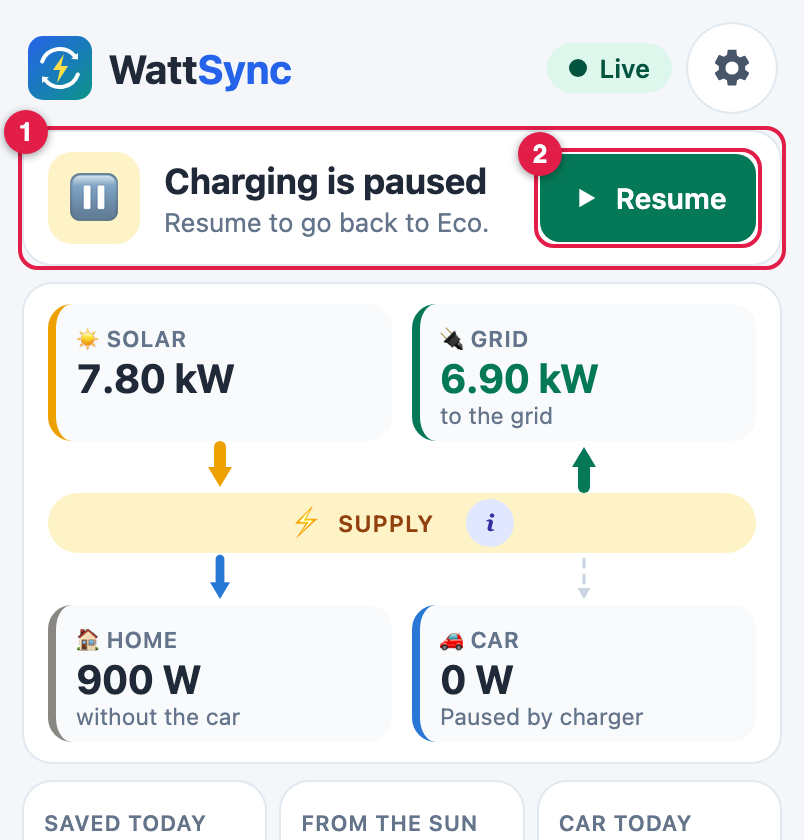 WattSync
Live
1
2
Charging is paused
Resume to go back to Eco.
Resume
SOLAR
7.80 kW
GRID
6.90 kW
to the grid
SUPPLY
i
HOME
900 W
without the car
CAR
0 W
Paused by charger
SAVED TODAY
FROM THE SUN
CAR TODAY